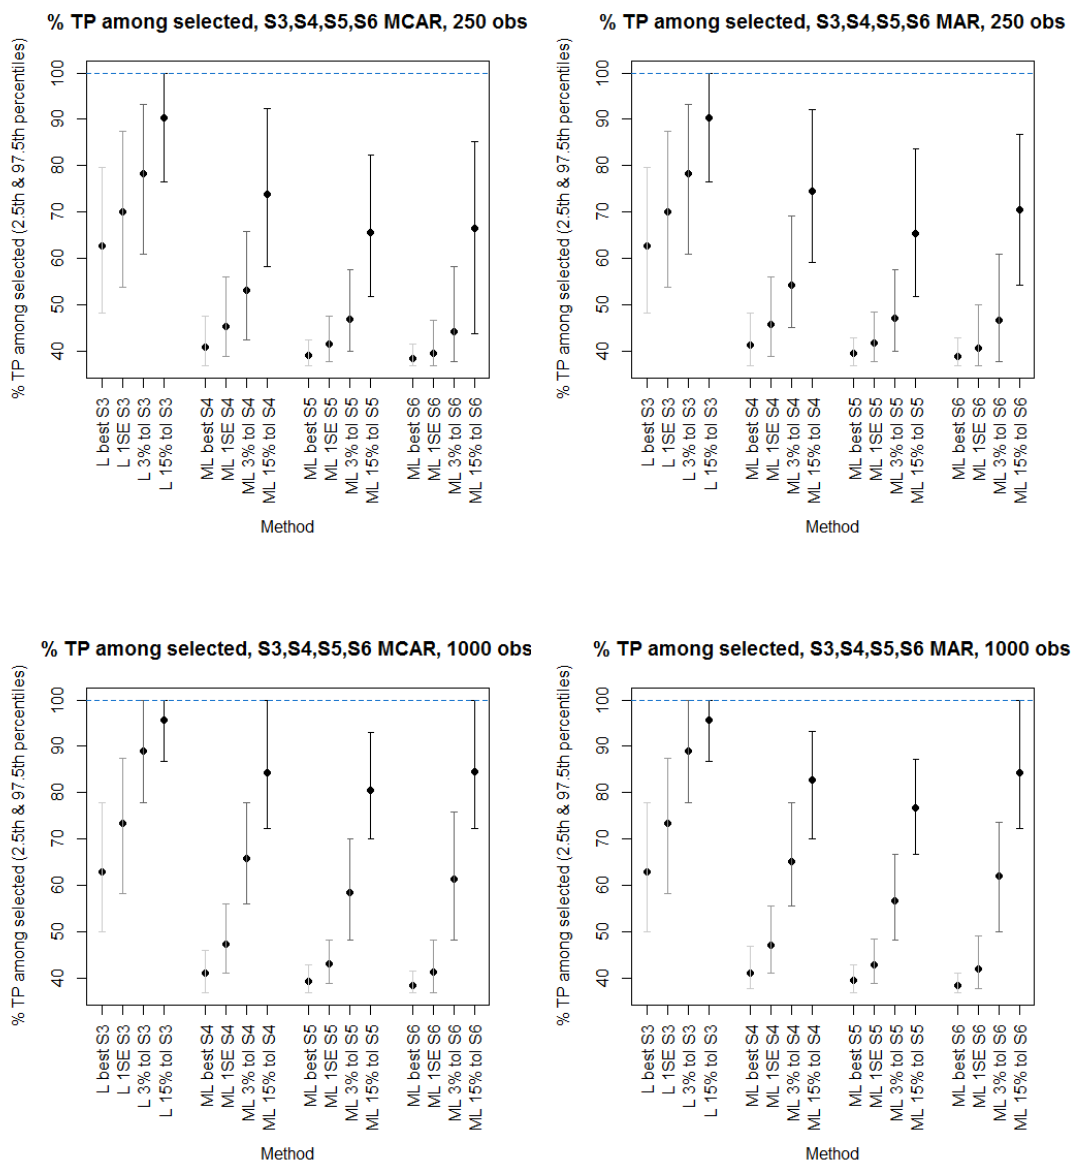 % TP among selected, S3,S4,S5,S6 MCAR, 250 obs
% TP among selected (2.5th & 97.5th percentiles)
100
90
80
70
60
50
40
L best S3
L 1SE S3
L 3% tol S3
L 15% tol S3
ML best S4
ML 1SE S4
ML 3% tol S4
ML 15% tol S4
ML best S5
ML 1SE S5
ML 3% tol S5
ML 15% tol S5
ML best S6
ML 1SE S6
ML 3% tol S6
ML 15% tol S6
Method
% TP among selected, S3,S4,S5,S6 MAR, 250 obs
% TP among selected (2.5th & 97.5th percentiles)
100
90
80
70
60
50
40
L best S3
L 1SE S3
L 3% tol S3
L 15% tol S3
ML best S4
ML 1SE S4
ML 3% tol S4
ML 15% tol S4
ML best S5
ML 1SE S5
ML 3% tol S5
ML 15% tol S5
ML best S6
ML 1SE S6
ML 3% tol S6
ML 15% tol S6
Method
% TP among selected, S3,S4,S5,S6 MCAR, 1000 obs
% TP among selected (2.5th & 97.5th percentiles)
100
90
80
70
60
50
40
L best S3
L 1SE S3
L 3% tol S3
L 15% tol S3
ML best S4
ML 1SE S4
ML 3% tol S4
ML 15% tol S4
ML best S5
ML 1SE S5
ML 3% tol S5
ML 15% tol S5
ML best S6
ML 1SE S6
ML 3% tol S6
ML 15% tol S6
Method
% TP among selected, S3,S4,S5,S6 MAR, 1000 obs
% TP among selected (2.5th & 97.5th percentiles)
100
90
80
70
60
50
40
L best S3
L 1SE S3
L 3% tol S3
L 15% tol S3
ML best S4
ML 1SE S4
ML 3% tol S4
ML 15% tol S4
ML best S5
ML 1SE S5
ML 3% tol S5
ML 15% tol S5
ML best S6
ML 1SE S6
ML 3% tol S6
ML 15% tol S6
Method